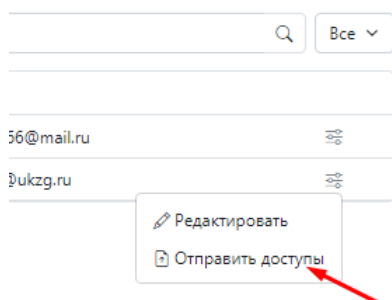 Все
56@mail.ru
@ukzg.ru
Редактировать
Отправить доступы